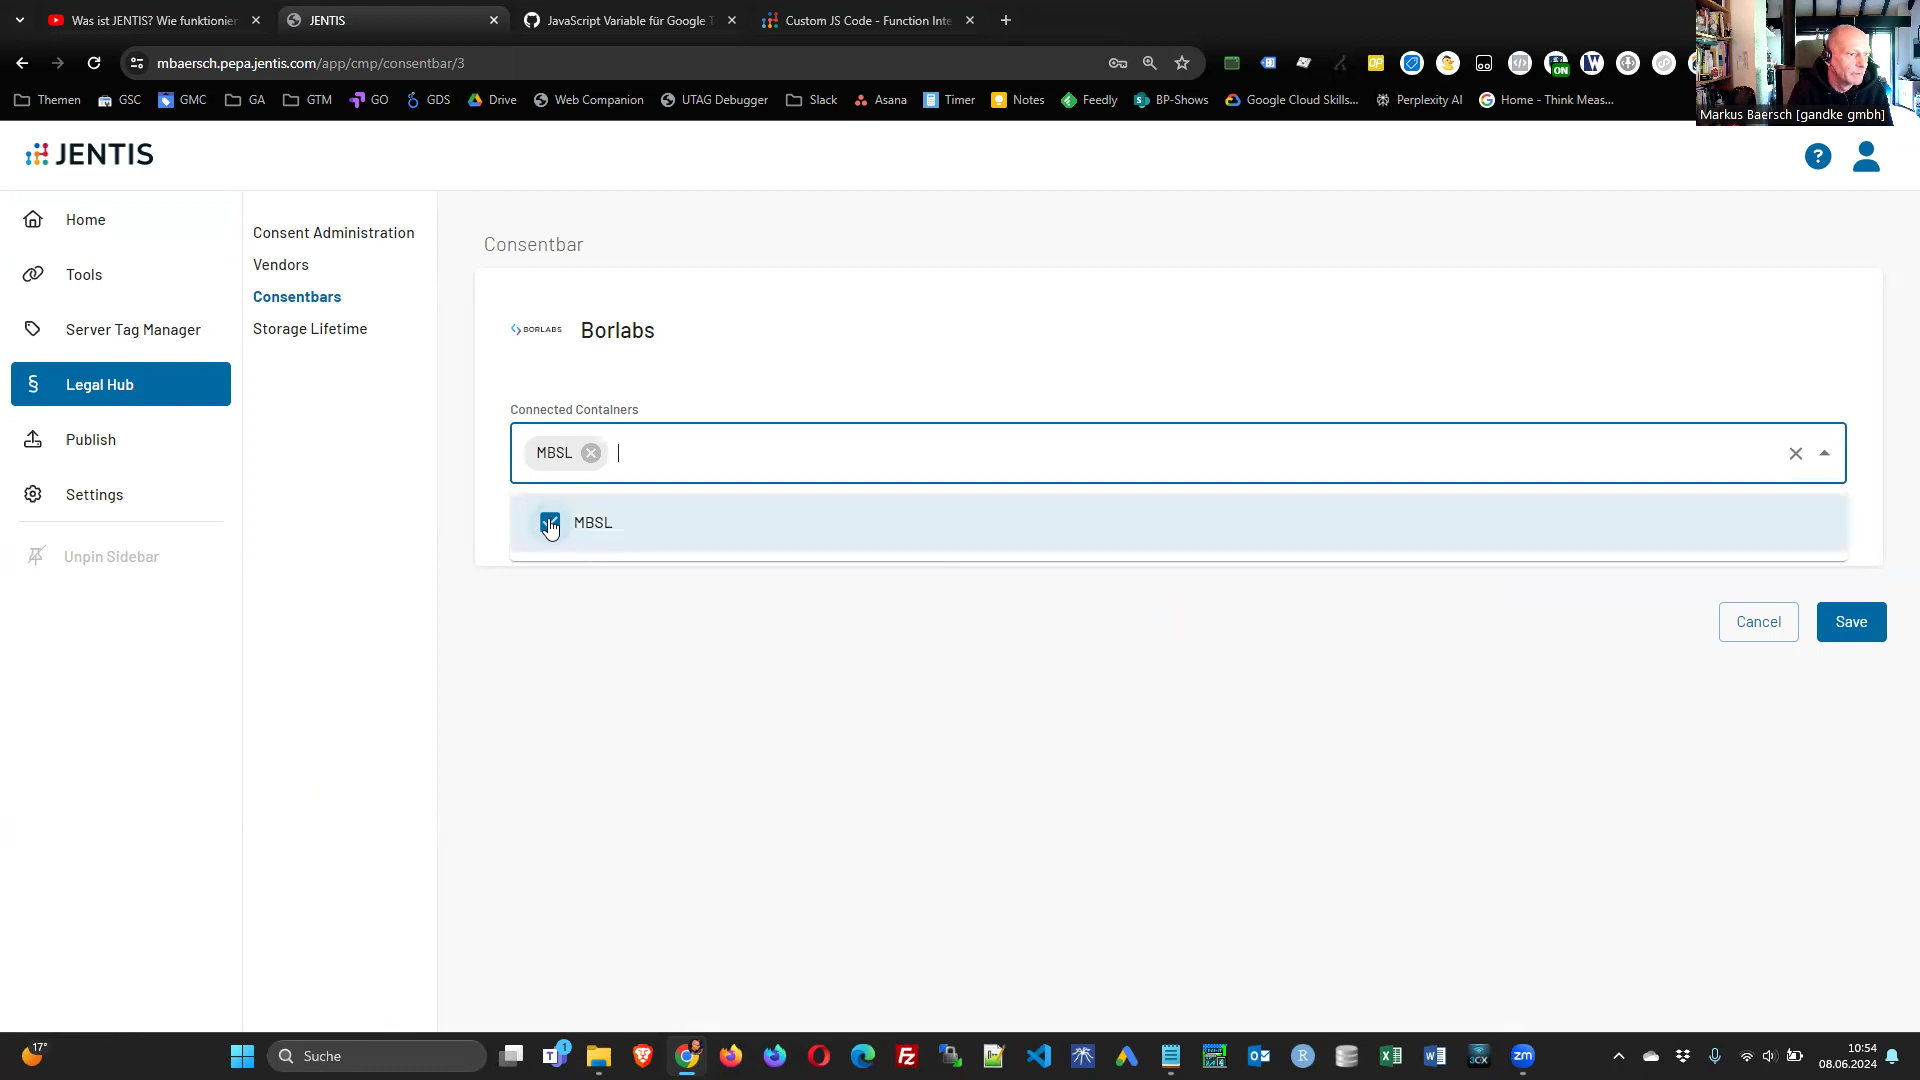 Was ist JENTIS? Wie funktionier
JENTIS
JavaScript Variable für Google T
Custom JS Code - Function Inte
mbaersch.pepa.jentis.com/app/cmp/consentbar/3
Themen
GSC
GMC
GA
GTM
GO
GDS
Drive
Web Companion
UTAG Debugger
Slack
Asana
Timer
Notes
Feedly
BP-Shows
Google Cloud Skills...
Perplexity AI
Home - Think Meas...
Markus Baersch [gandke gmbh]
JENTIS
Home
Tools
Server Tag Manager
Legal Hub
Publish
Settings
Unpin Sidebar
Consent Administration
Vendors
Consentbars
Storage Lifetime
Consentbar
BORLABS
Borlabs
Connected Containers
MBSL
MBSL
Cancel
Save
17°
Suche
10:54
08.06.2024